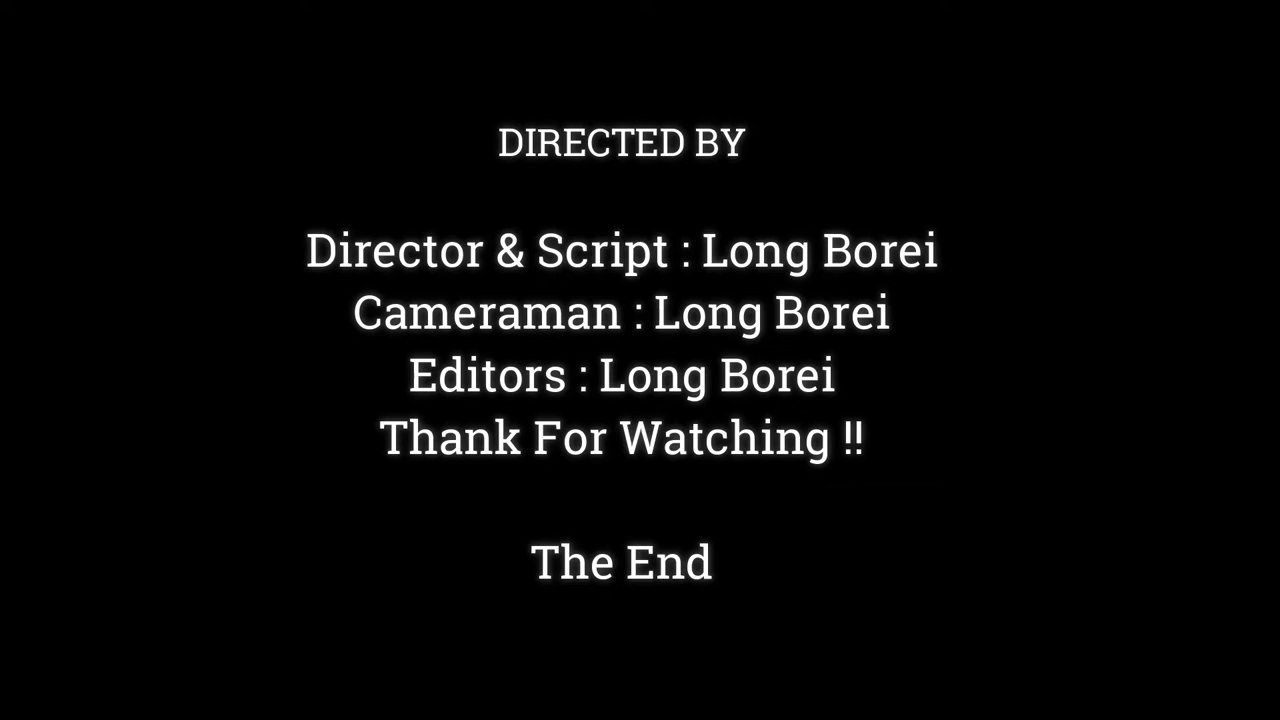 DIRECTED BY
Director & Script : Long Borei
Cameraman : Long Borei
Editors : Long Borei
Thank For Watching !!
The End